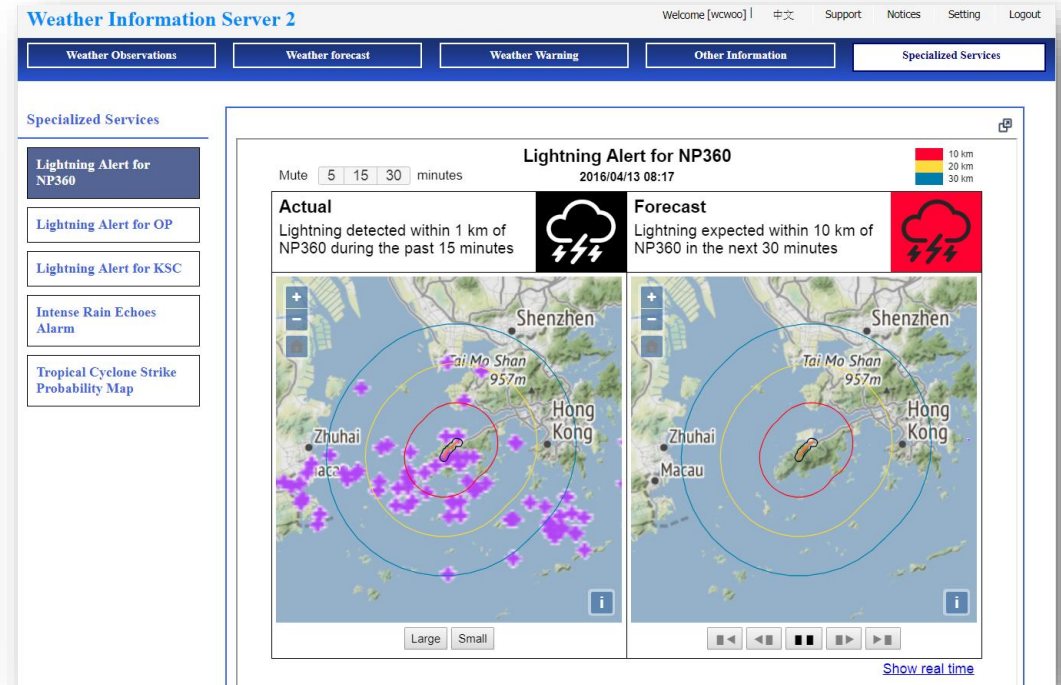 Weather Information Server 2
Welcome [wcwoo] | 中文 Support Notices Setting Logout
Weather Observations Weather forecast Weather Warning Other Information Specialized Services
Specialized Services
Lightning Alert for
NP360
Lightning Alert for OP
Lightning Alert for KSC
Intense Rain Echoes
Alarm
Tropical Cyclone Strike
Probability Map
Lightning Alert for NP360
2016/04/13 08:17
Mute 5 15 30 minutes
10 km
20 km
30 km
Actual
Lightning detected within 1 km of
NP360 during the past 15 minutes
Forecast
Lightning expected within 10 km of
NP360 in the next 30 minutes
+
−
Shenzhen
Tai Mo Shan
957m
Hong
Kong
Zhuhai
i
Large Small
+
−
Shenzhen
Tai Mo Shan
957m
Hong
Kong
Zhuhai
Macau
i
Show real time